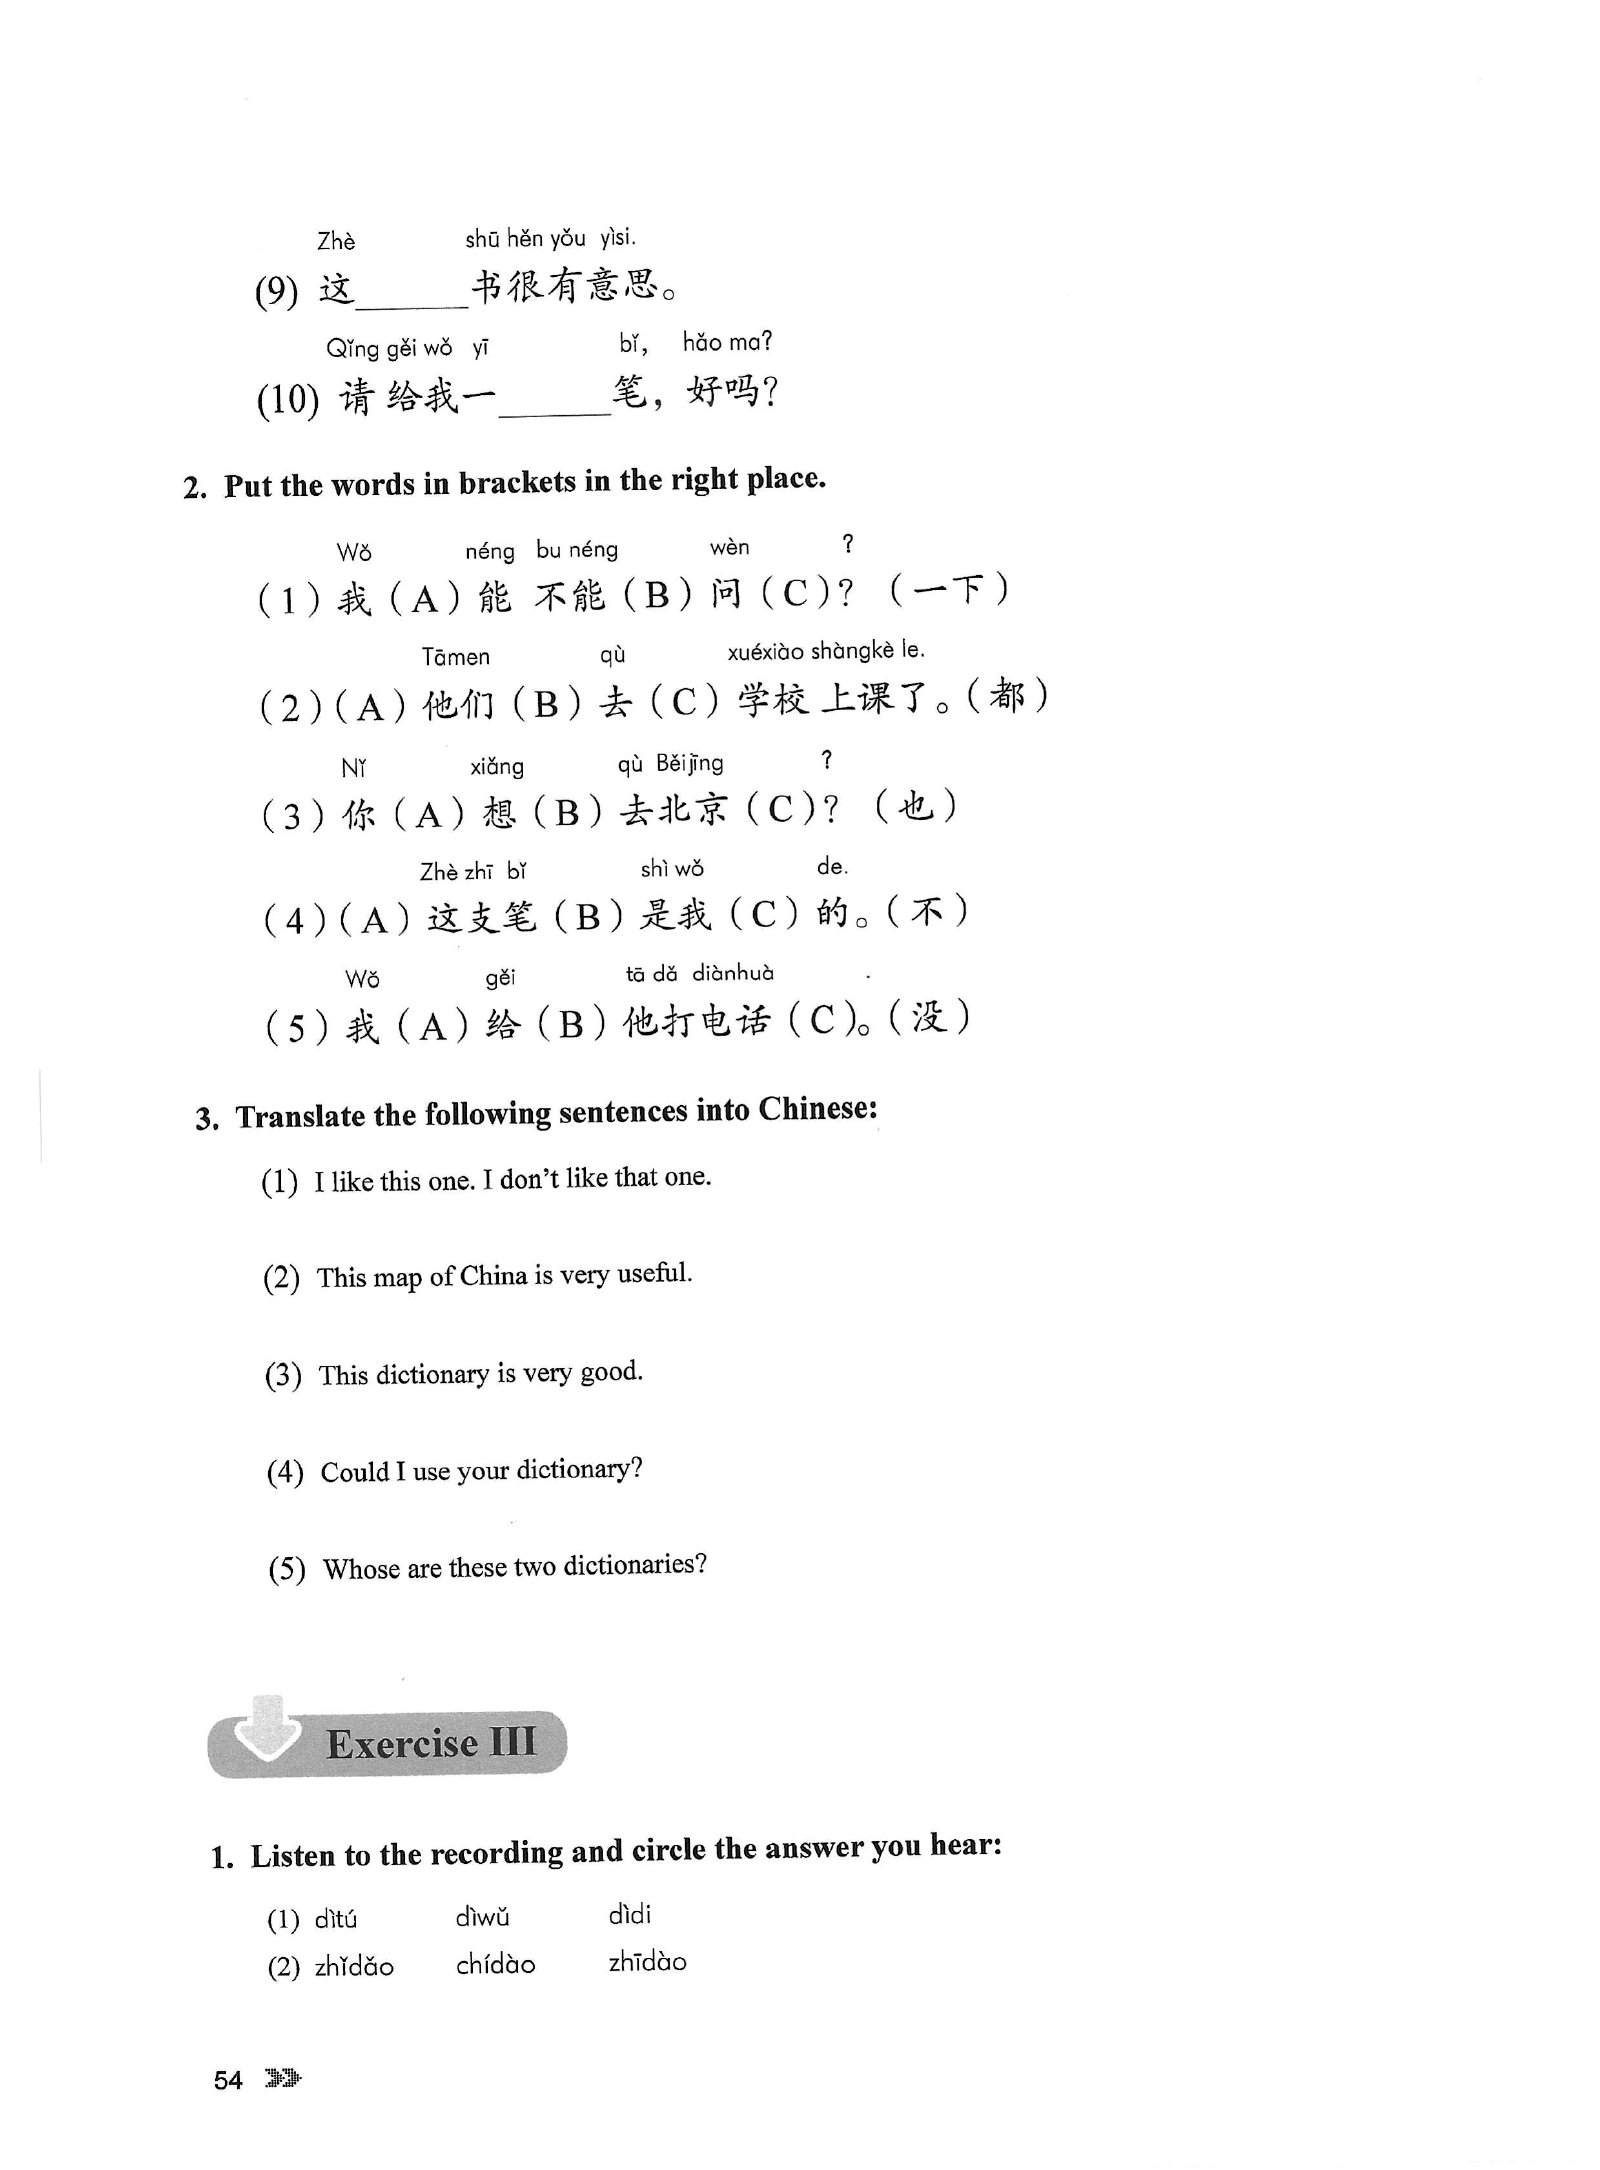 Zhè shū hěn yǒu yìsi.
(9) 这______书很有意思。
Qǐng gěi wǒ yī bǐ, hǎo ma?
(10) 请给我一______笔，好吗？
2. Put the words in brackets in the right place.
Wǒ néng bu néng wèn ?
(1) 我 (A) 能 不能 (B) 问 (C)？ (一下)
Tāmen qù xuéxiào shàngkè le.
(2) (A) 他们 (B) 去 (C) 学校 上课了。(都)
Nǐ xiǎng qù Běijīng ?
(3) 你 (A) 想 (B) 去北京 (C)？ (也)
Zhè zhī bǐ shì wǒ de.
(4) (A) 这支笔 (B) 是我 (C) 的。(不)
Wǒ gěi tā dǎ diànhuà .
(5) 我 (A) 给 (B) 他打电话 (C)。(没)
3. Translate the following sentences into Chinese:
(1) I like this one. I don't like that one.
(2) This map of China is very useful.
(3) This dictionary is very good.
(4) Could I use your dictionary?
(5) Whose are these two dictionaries?
Exercise III
1. Listen to the recording and circle the answer you hear:
(1) dìtú dìwǔ dìdi
(2) zhǐdǎo chídào zhīdào
54